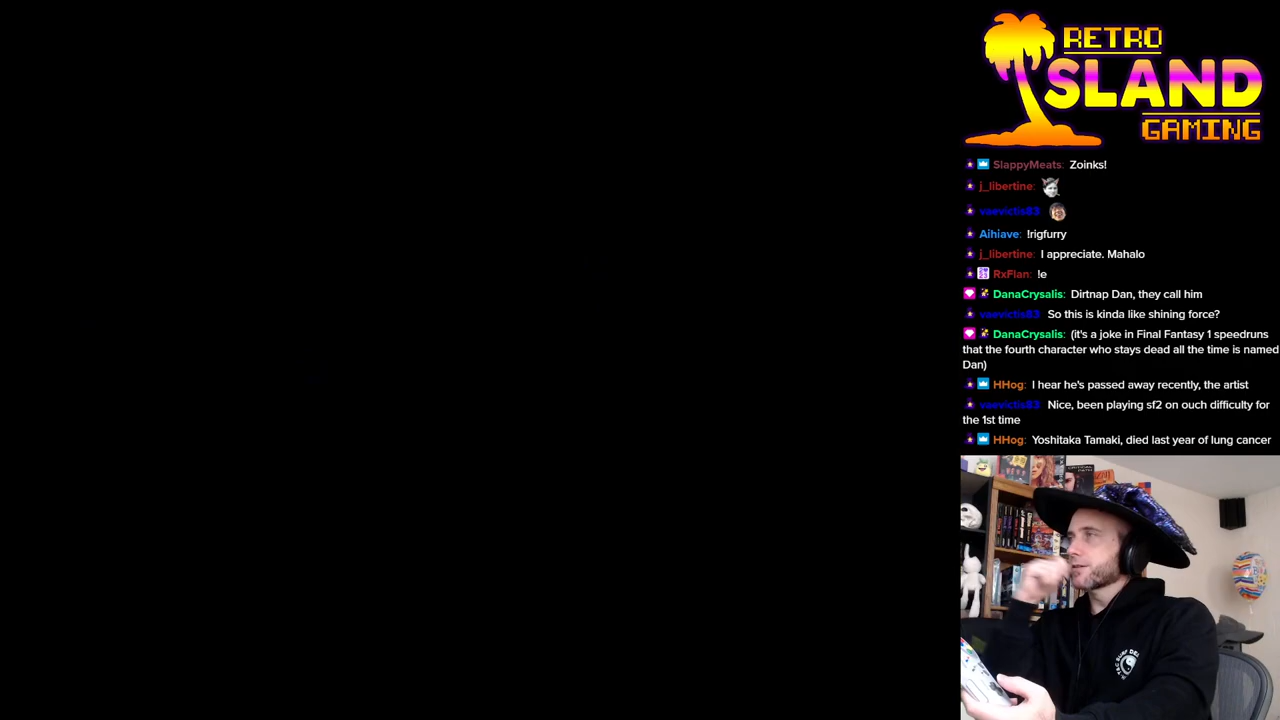 RETRO
ISLAND
GAMING
SlappyMeats: Zoinks!
j_libertine:
vaevictis83
Aihiave: !rigfurry
j_libertine: I appreciate. Mahalo
RxFlan: !e
DanaCrysalis: Dirtnap Dan, they call him
vaevictis83 So this is kinda like shining force?
DanaCrysalis: (it's a joke in Final Fantasy 1 speedruns
that the fourth character who stays dead all the time is named
Dan)
HHog: I hear he's passed away recently, the artist
vaevictis83 Nice, been playing sf2 on ouch difficulty for
the 1st time
HHog: Yoshitaka Tamaki, died last year of lung cancer